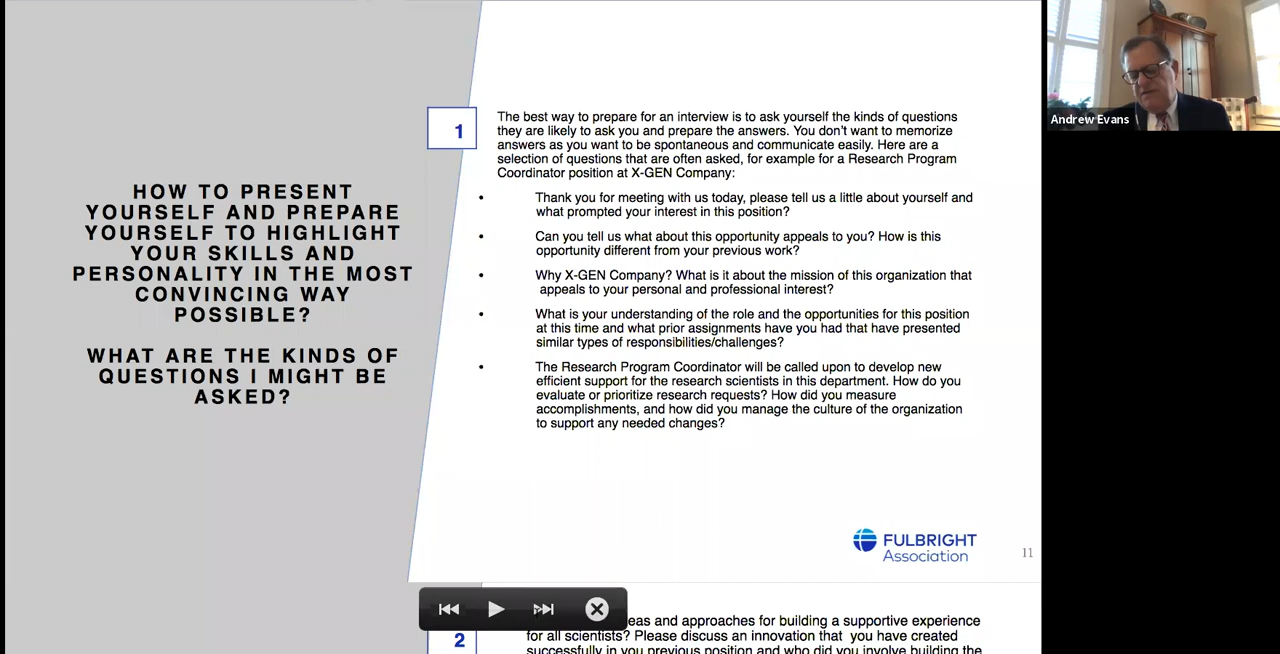 HOW TO PRESENT
YOURSELF AND PREPARE
YOURSELF TO HIGHLIGHT
YOUR SKILLS AND
PERSONALITY IN THE MOST
CONVINCING WAY
POSSIBLE?
WHAT ARE THE KINDS OF
QUESTIONS I MIGHT BE
ASKED?
1
The best way to prepare for an interview is to ask yourself the kinds of questions
they are likely to ask you and prepare the answers. You don't want to memorize
answers as you want to be spontaneous and communicate easily. Here are a
selection of questions that are often asked, for example for a Research Program
Coordinator position at X-GEN Company:
• Thank you for meeting with us today, please tell us a little about yourself and
what prompted your interest in this position?
• Can you tell us what about this opportunity appeals to you? How is this
opportunity different from your previous work?
• Why X-GEN Company? What is it about the mission of this organization that
appeals to your personal and professional interest?
• What is your understanding of the role and the opportunities for this position
at this time and what prior assignments have you had that have presented
similar types of responsibilities/challenges?
• The Research Program Coordinator will be called upon to develop new
efficient support for the research scientists in this department. How do you
evaluate or prioritize research requests? How did you measure
accomplishments, and how did you manage the culture of the organization
to support any needed changes?
FULBRIGHT
Association
11
2
eas and approaches for building a supportive experience
for all scientists? Please discuss an innovation that you have created
successfully in you previous position and who did you involve building the
Andrew Evans